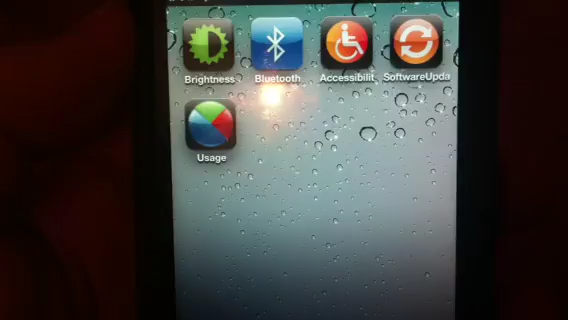 Brightness
Bluetooth
Accessibilit
SoftwareUpda
Usage